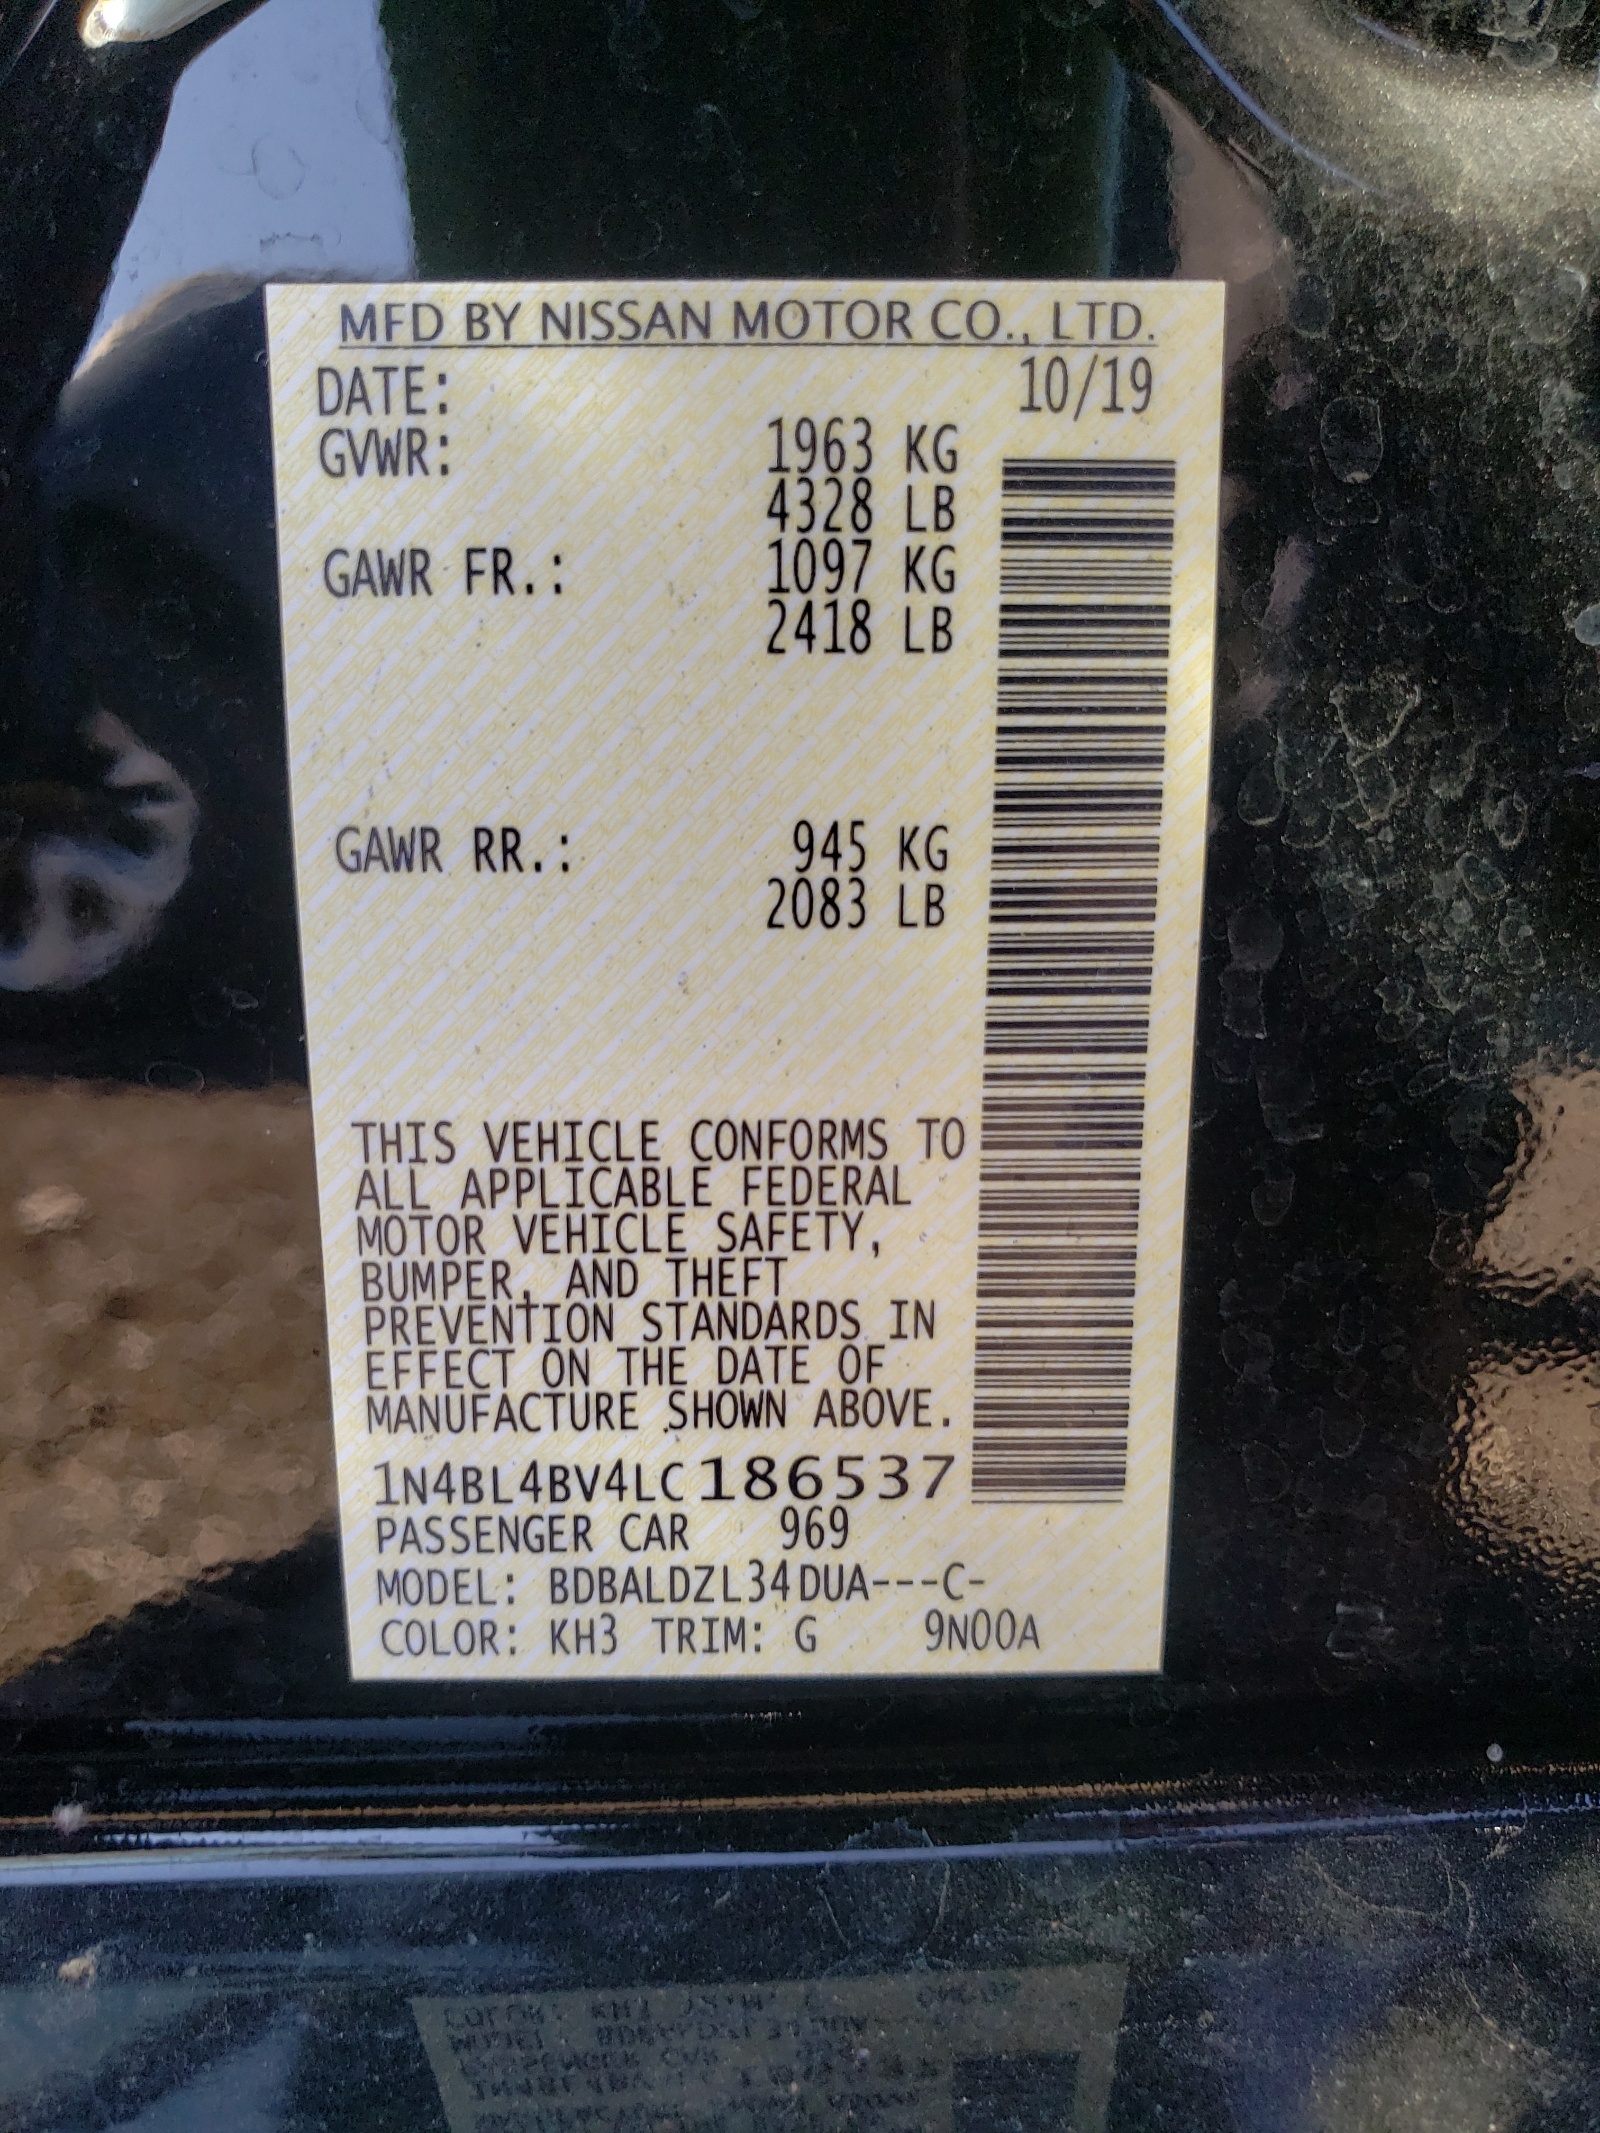 MFD BY NISSAN MOTOR CO., LTD.
DATE: 10/19
GVWR: 1963 KG
4328 LB
GAWR FR.: 1097 KG
2418 LB
GAWR RR.: 945 KG
2083 LB
THIS VEHICLE CONFORMS TO
ALL APPLICABLE FEDERAL
MOTOR VEHICLE SAFETY,
BUMPER, AND THEFT
PREVENTION STANDARDS IN
EFFECT ON THE DATE OF
MANUFACTURE SHOWN ABOVE.
1N4BL4BV4LC186537
PASSENGER CAR 969
MODEL: BDBALDZL34DUA---C-
COLOR: KH3 TRIM: G 9N00A